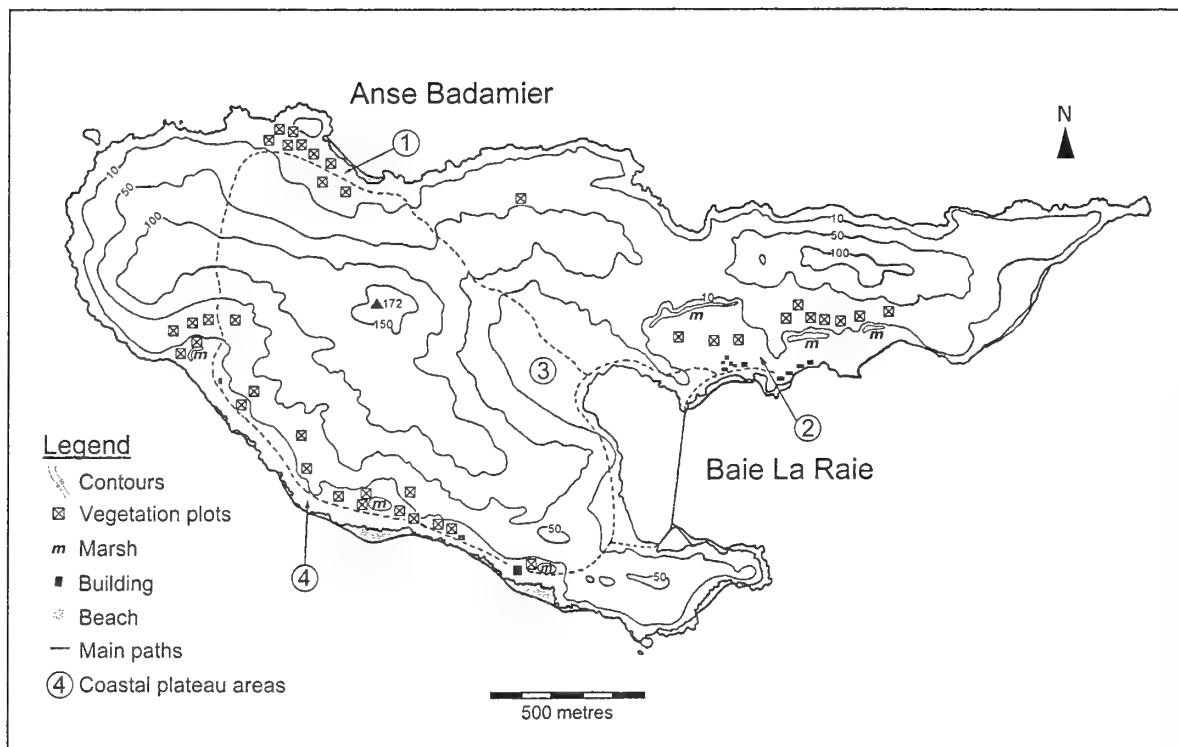 Anse Badamier
1
N
10
50
100
172
150
10
50
100
10
m
m
m
m
3
2
Baie La Raie
m
50
m
50
4
Legend
Contours
Vegetation plots
m Marsh
Building
Beach
Main paths
4 Coastal plateau areas
500 metres